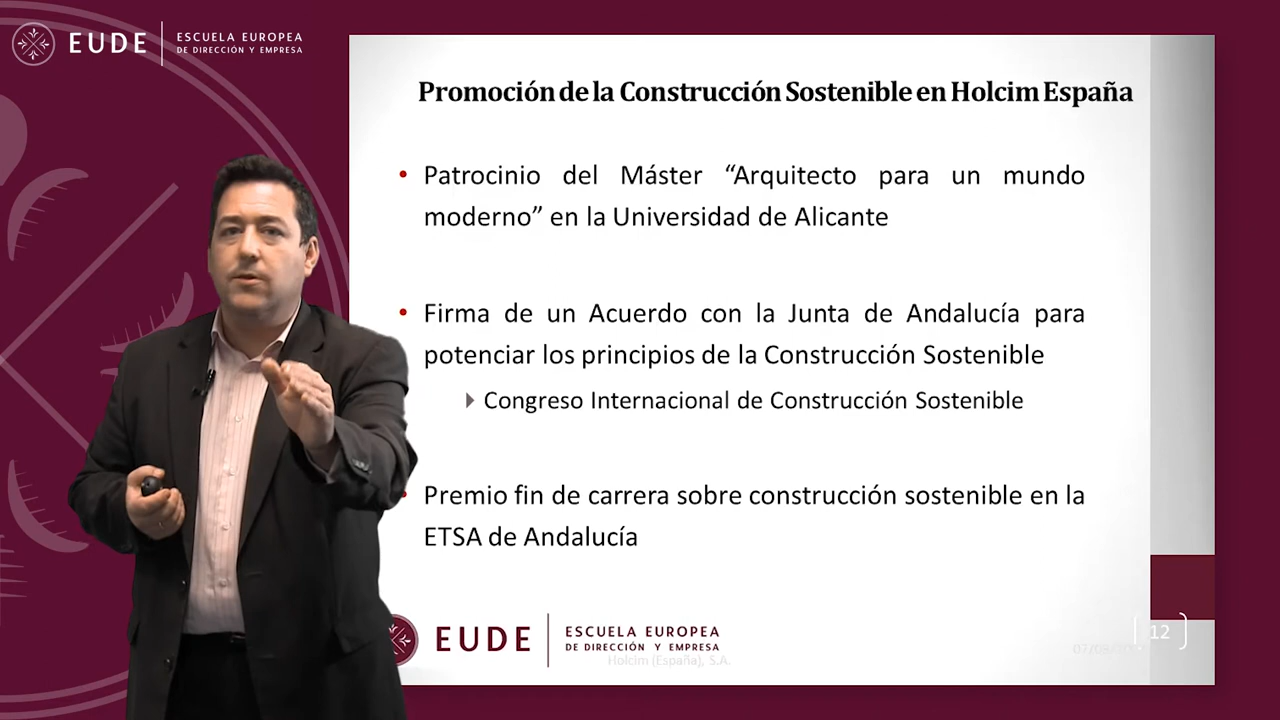 EUDE
ESCUELA EUROPEA
DE DIRECCIÓN Y EMPRESA
Promoción de la Construcción Sostenible en Holcim España
• Patrocinio del Máster “Arquitecto para un mundo
moderno” en la Universidad de Alicante
• Firma de un Acuerdo con la Junta de Andalucía para
potenciar los principios de la Construcción Sostenible
Congreso Internacional de Construcción Sostenible
• Premio fin de carrera sobre construcción sostenible en la
ETSA de Andalucía
EUDE
ESCUELA EUROPEA
DE DIRECCIÓN Y EMPRESA
Holcim (España), S.A.
12